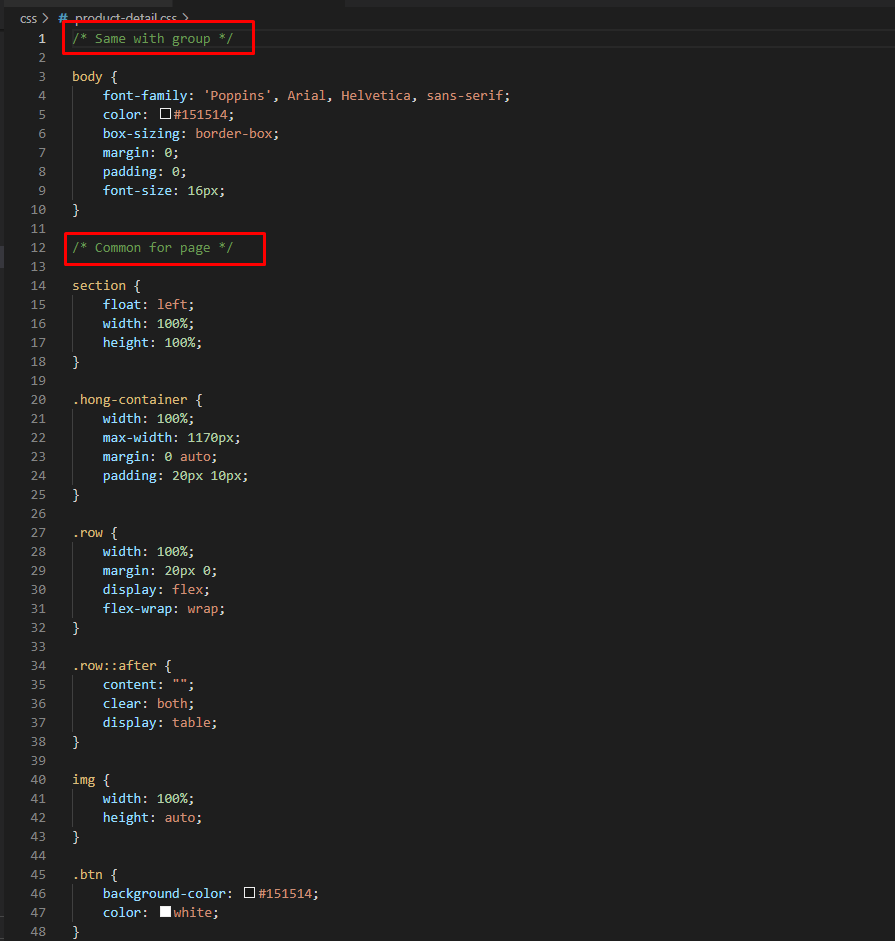 css > # product-detail.css >
1 /* Same with group */
2
3 body {
4     font-family: 'Poppins', Arial, Helvetica, sans-serif;
5     color: #151514;
6     box-sizing: border-box;
7     margin: 0;
8     padding: 0;
9     font-size: 16px;
10 }
11
12 /* Common for page */
13
14 section {
15     float: left;
16     width: 100%;
17     height: 100%;
18 }
19
20 .hong-container {
21     width: 100%;
22     max-width: 1170px;
23     margin: 0 auto;
24     padding: 20px 10px;
25 }
26
27 .row {
28     width: 100%;
29     margin: 20px 0;
30     display: flex;
31     flex-wrap: wrap;
32 }
33
34 .row::after {
35     content: "";
36     clear: both;
37     display: table;
38 }
39
40 img {
41     width: 100%;
42     height: auto;
43 }
44
45 .btn {
46     background-color: #151514;
47     color: white;
48 }